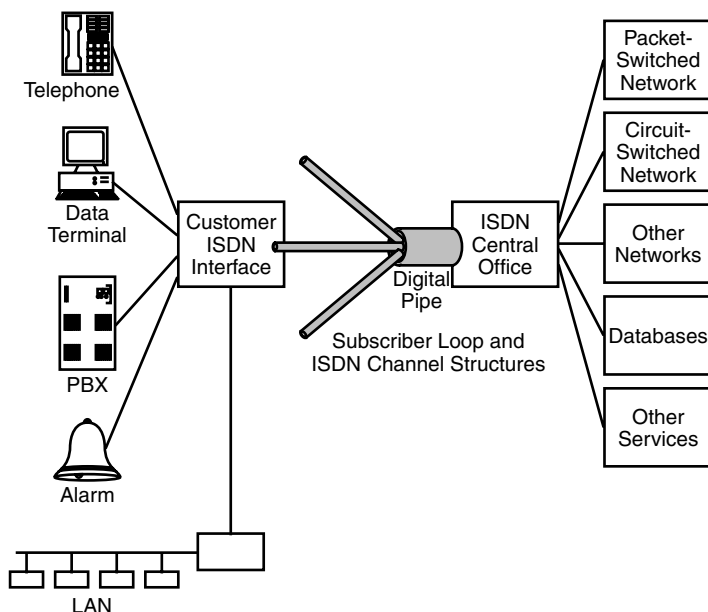 Telephone
Data
Terminal
PBX
Alarm
LAN
Customer
ISDN
Interface
Digital
Pipe
Subscriber Loop and
ISDN Channel Structures
ISDN
Central
Office
Packet-
Switched
Network
Circuit-
Switched
Network
Other
Networks
Databases
Other
Services